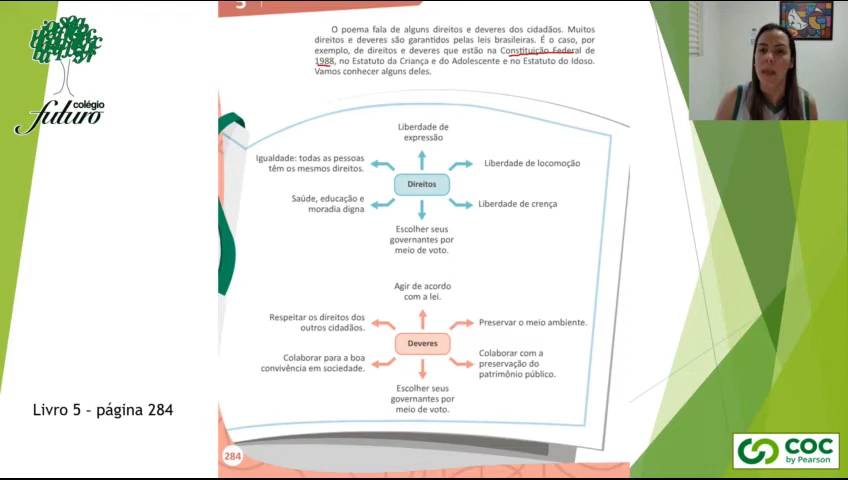 5
O poema fala de alguns direitos e deveres dos cidadãos. Muitos
direitos e deveres são garantidos pelas leis brasileiras. É o caso, por
exemplo, de direitos e deveres que estão na Constituição Federal de
1988, no Estatuto da Criança e do Adolescente e no Estatuto do Idoso.
Vamos conhecer alguns deles.
colégio
futuro
Liberdade de
expressão
Igualdade: todas as pessoas
têm os mesmos direitos.
Liberdade de locomoção
Direitos
Saúde, educação e
moradia digna
Liberdade de crença
Escolher seus
governantes por
meio de voto.
Agir de acordo
com a lei.
Respeitar os direitos dos
outros cidadãos.
Preservar o meio ambiente.
Deveres
Colaborar para a boa
convivência em sociedade.
Colaborar com a
preservação do
patrimônio público.
Escolher seus
governantes por
meio de voto.
Livro 5 - página 284
284
COC
by Pearson